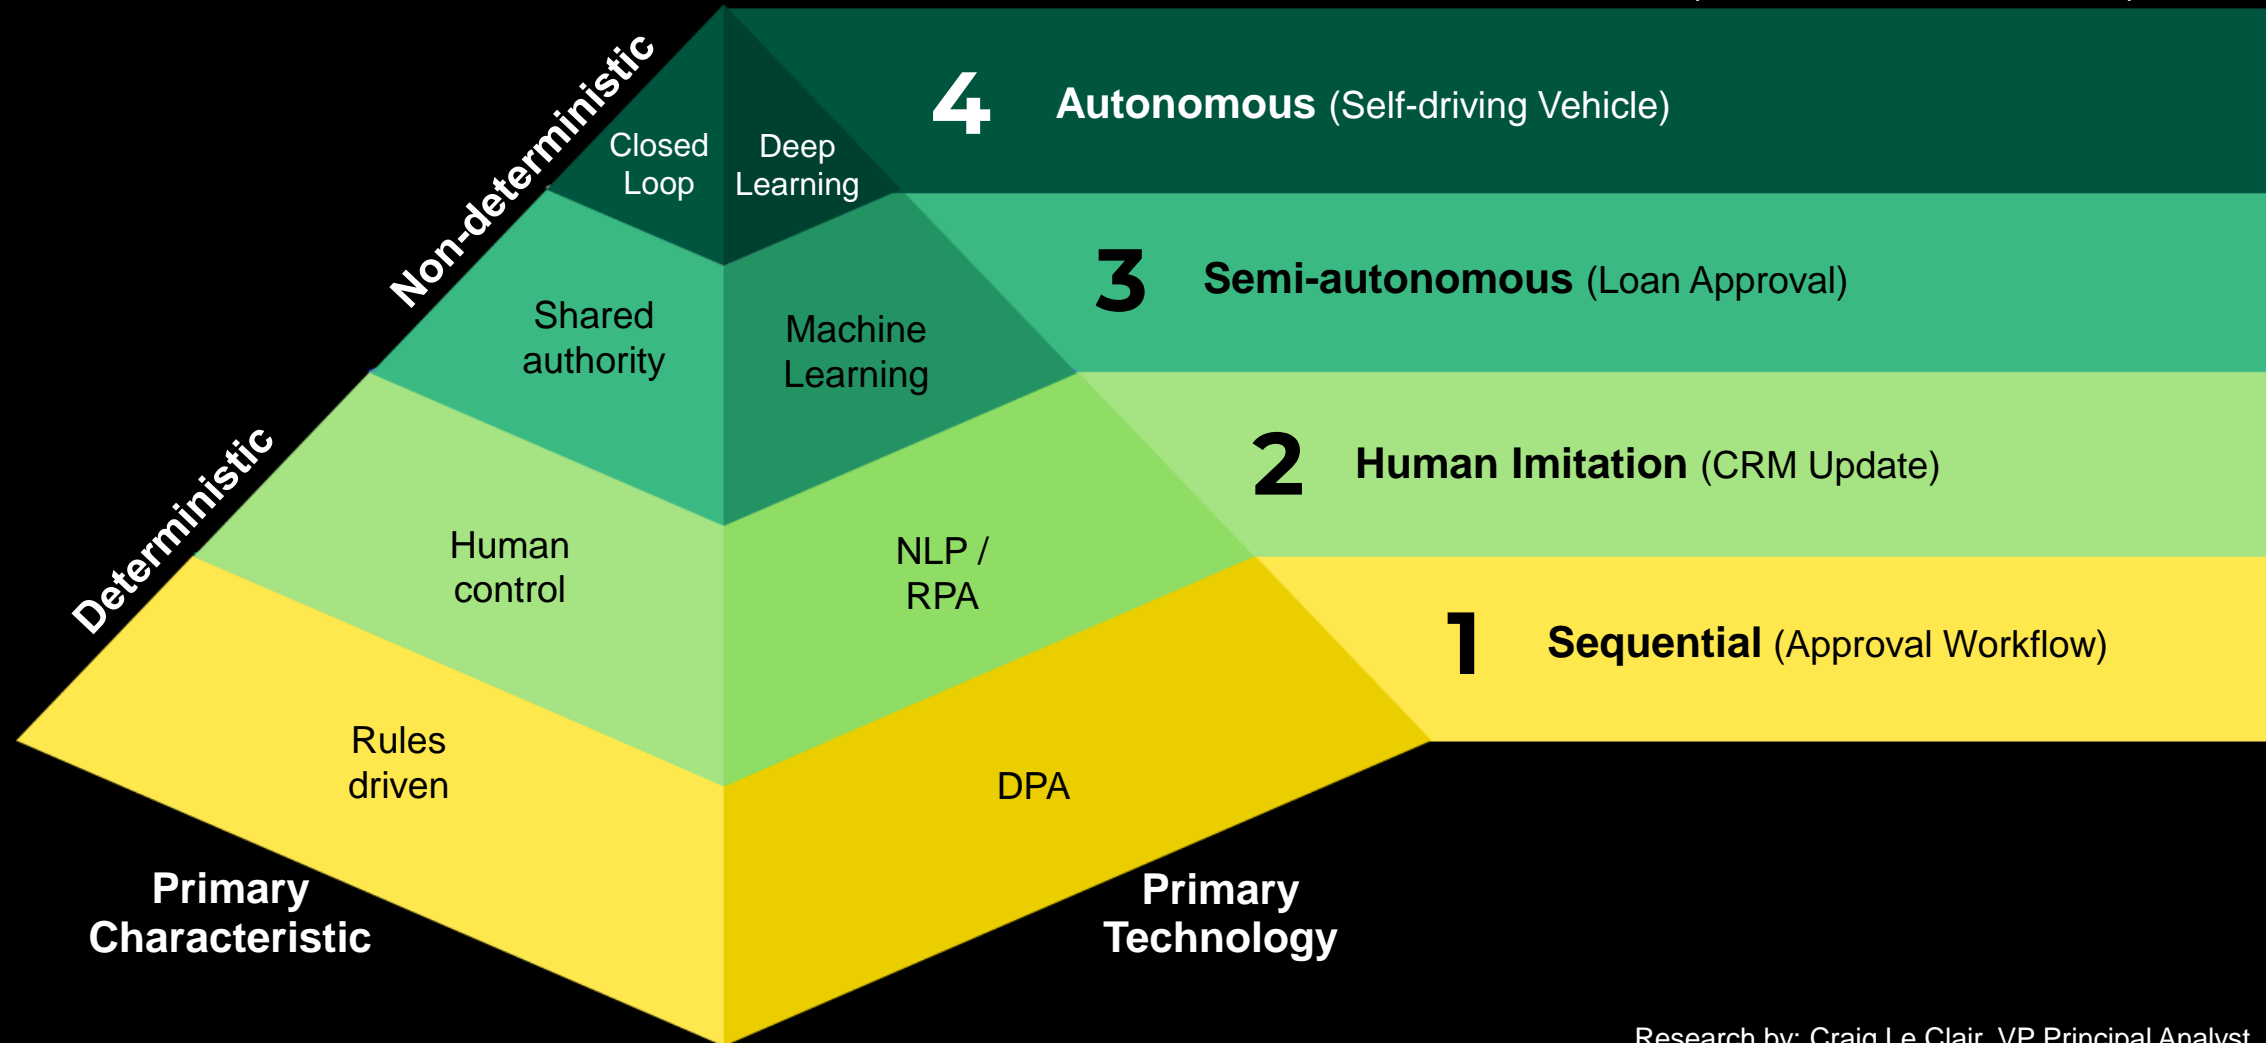 Non-deterministic
Deterministic
4 Autonomous (Self-driving Vehicle)
Closed
Loop
Deep
Learning
3 Semi-autonomous (Loan Approval)
Shared
authority
Machine
Learning
2 Human Imitation (CRM Update)
Human
control
NLP /
RPA
1 Sequential (Approval Workflow)
Rules
driven
DPA
Primary
Characteristic
Primary
Technology
Research by: Craig Le Clair, VP Principal Analyst